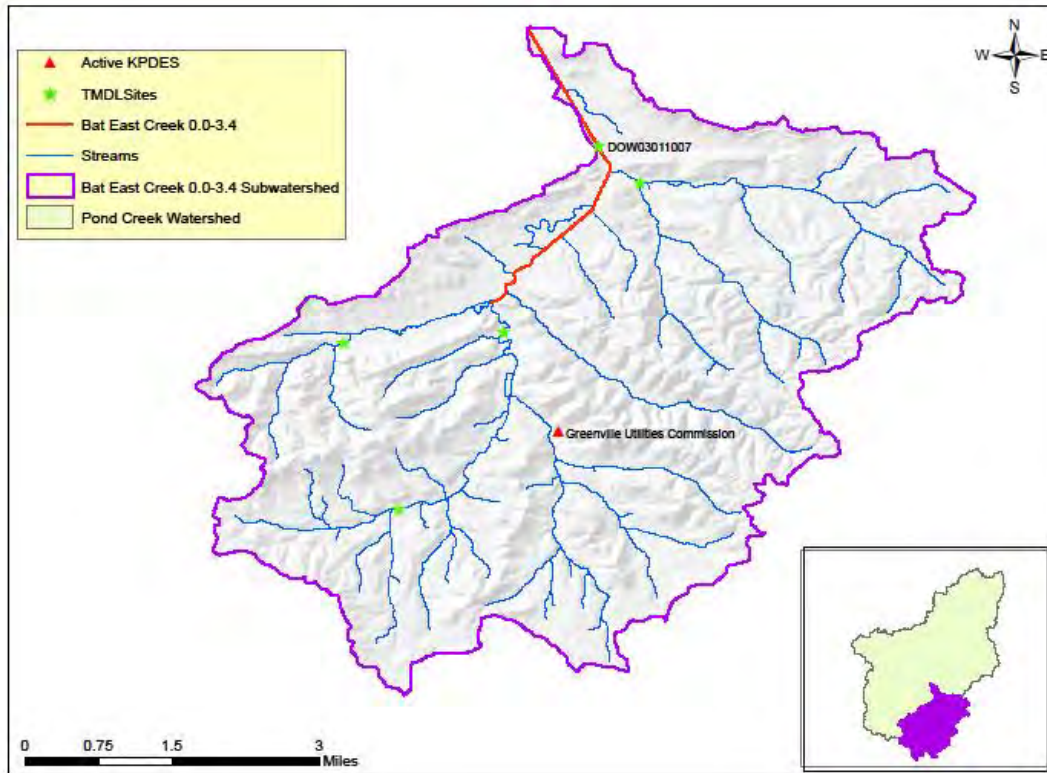 N
W E
S
Active KPDES
TMDLSites
Bat East Creek 0.0-3.4
Streams
Bat East Creek 0.0-3.4 Subwatershed
Pond Creek Watershed
DOW03011007
Greenville Utilities Commission
0 0.75 1.5 3
Miles